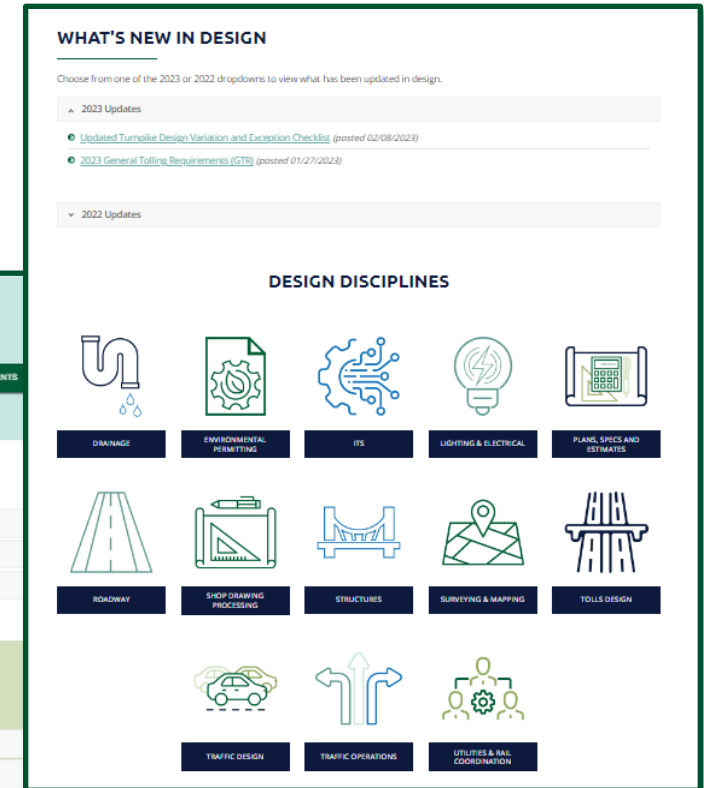 WHAT'S NEW IN DESIGN
Choose from one of the 2023 or 2022 dropdowns to view what has been updated in design.
2023 Updates
Updated Turnpike Design Variation and Exception Checklist (posted 02/08/2023)
2023 General Tolling Requirements (GTR) (posted 01/27/2023)
2022 Updates
DESIGN DISCIPLINES
DRAINAGE
ENVIRONMENTAL
PERMITTING
ITS
LIGHTING & ELECTRICAL
PLANS, SPECS AND
ESTIMATES
ROADWAY
SHOP DRAWING
PROCESSING
STRUCTURES
SURVEYING & MAPPING
TOLLS DESIGN
TRAFFIC DESIGN
TRAFFIC OPERATIONS
UTILITIES & RAIL
COORDINATION